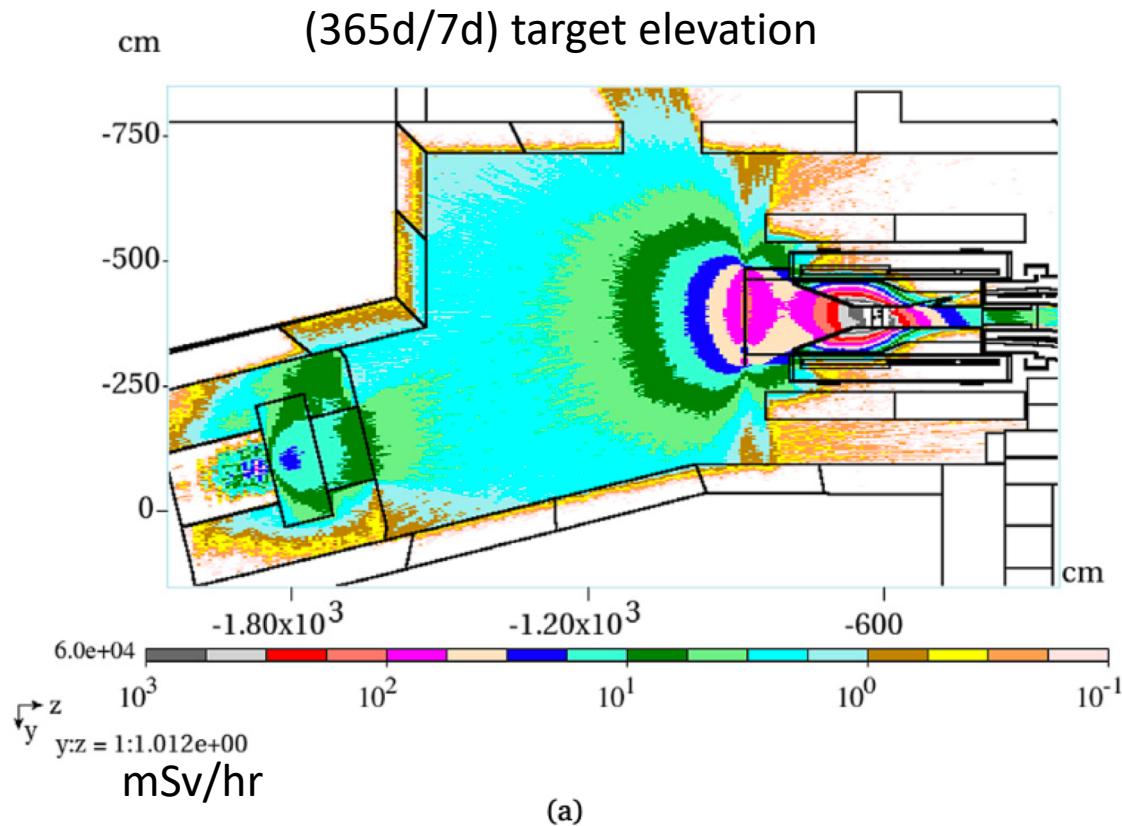 (365d/7d) target elevation
cm
-750
-500
-250
0
cm
-1.80x10³ -1.20x10³ -600
6.0e+04
10³ 10² 10¹ 10⁰ 10⁻¹
z
y
y:z = 1:1.012e+00
mSv/hr
(a)